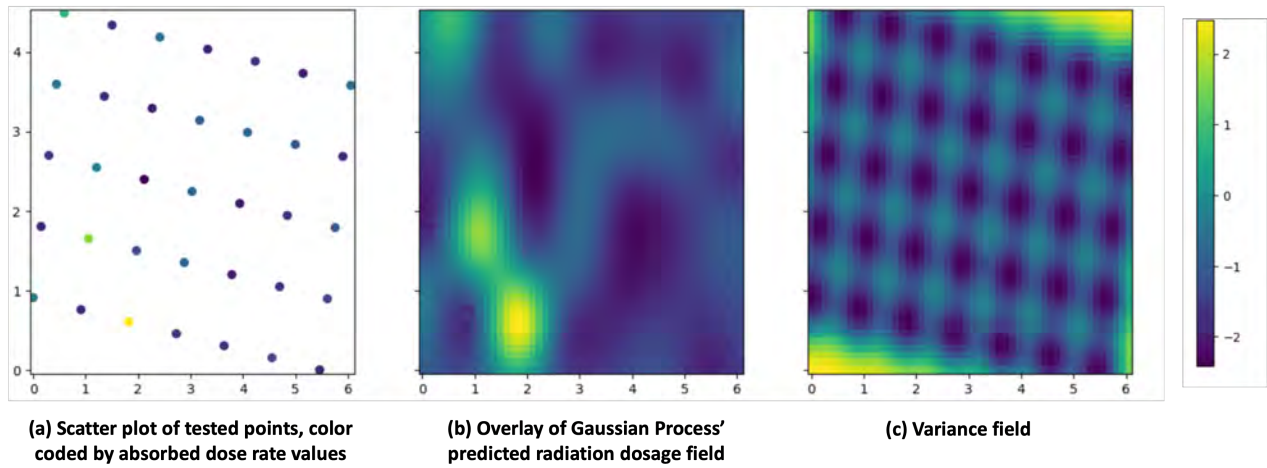 4
3
2
1
0
0 1 2 3 4 5 6
0 1 2 3 4 5 6
0 1 2 3 4 5 6
2
1
0
−1
−2
(a) Scatter plot of tested points, color
coded by absorbed dose rate values
(b) Overlay of Gaussian Process’
predicted radiation dosage field
(c) Variance field